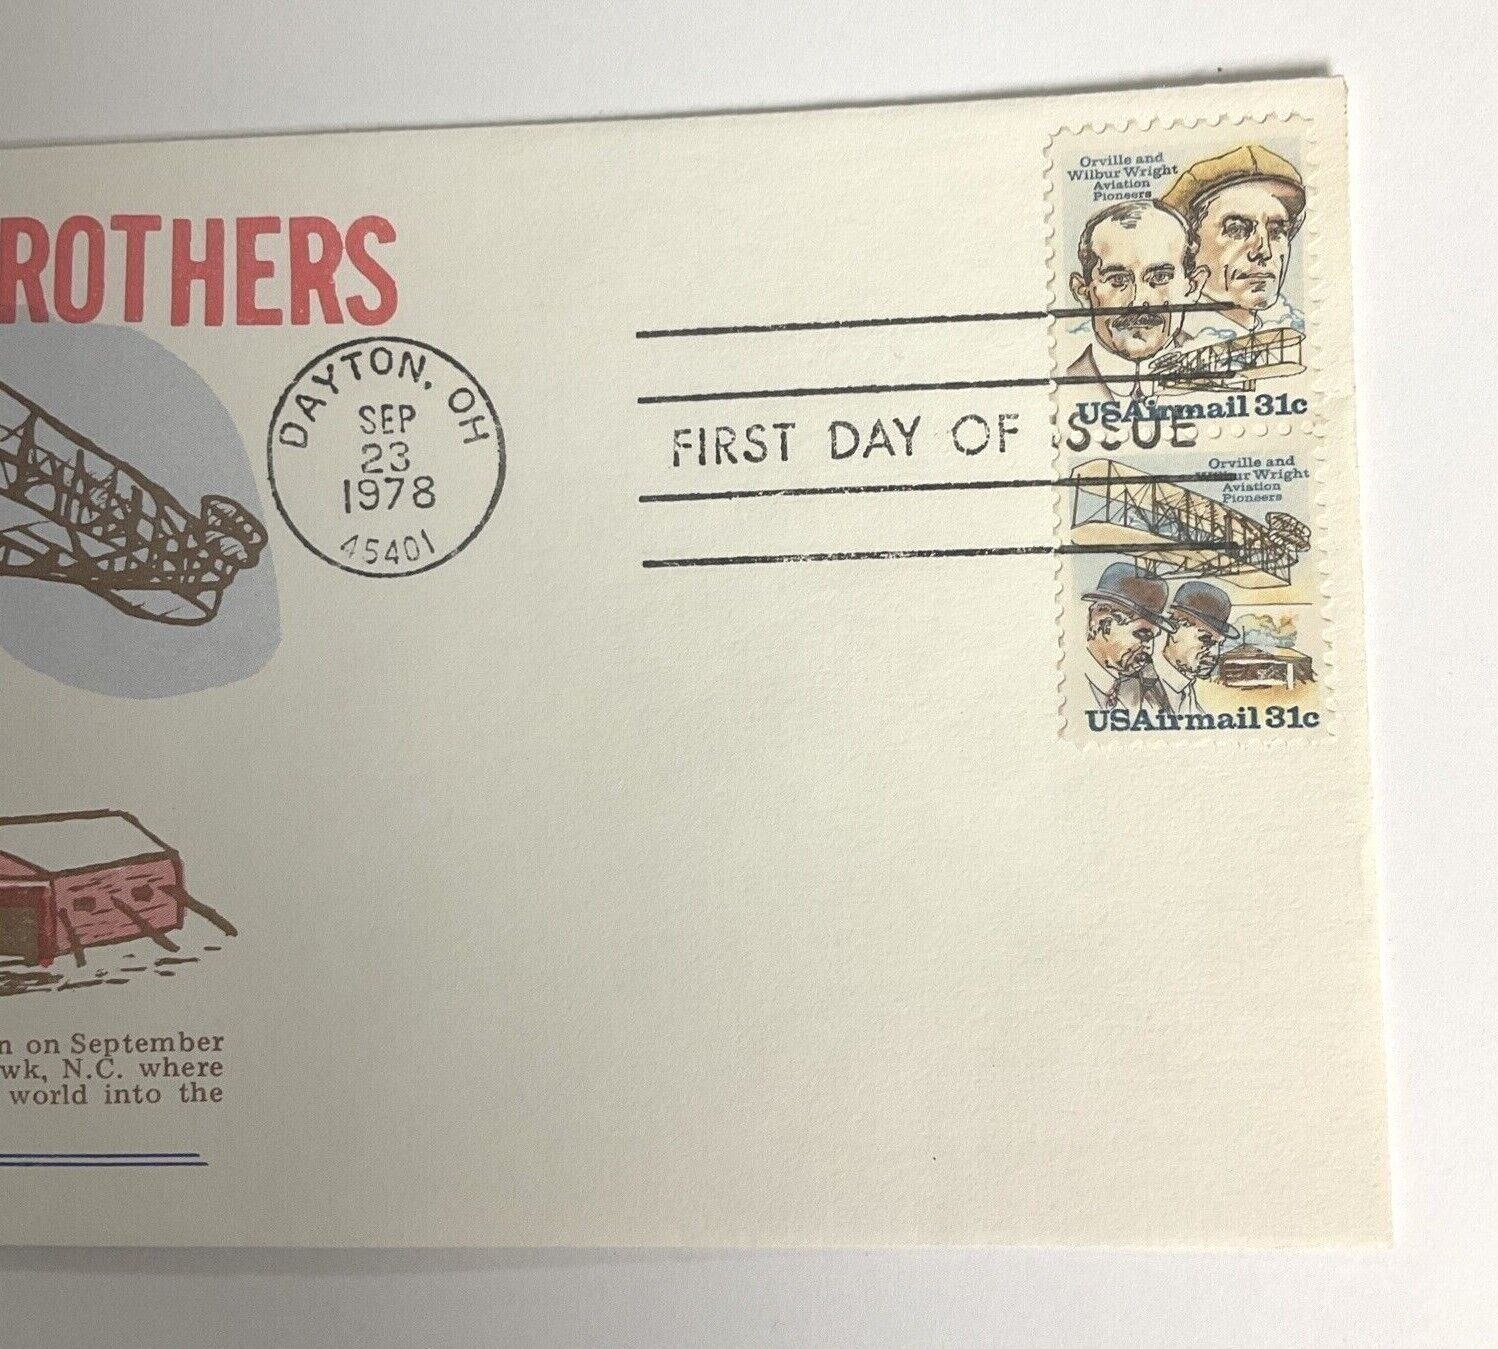 ROTHERS
DAYTON, OH
SEP
23
1978
45401
FIRST DAY OF ISSUE
Orville and
Wilbur Wright
Aviation
Pioneers
USAirmail 31c
Orville and
Wilbur Wright
Aviation
Pioneers
USAirmail 31c
n on September
wk, N.C. where
world into the